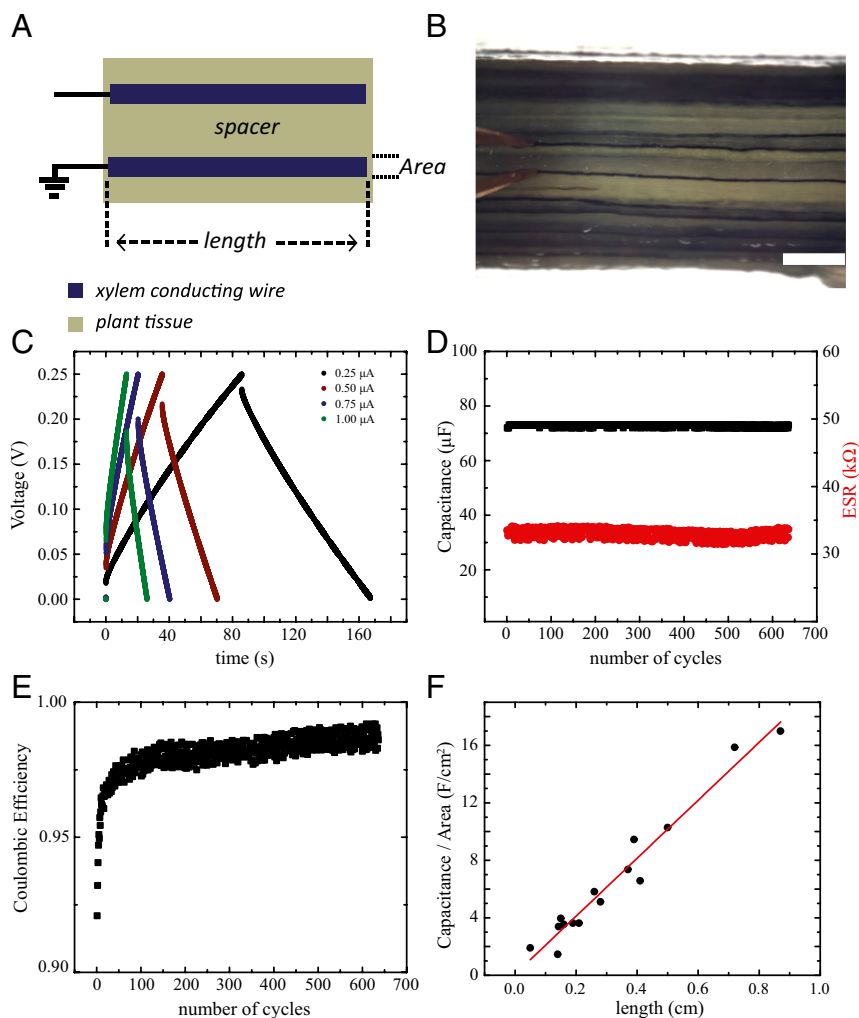 A
spacer
Area
length
xylem conducting wire
plant tissue
B
C
Voltage (V)
0.25
0.20
0.15
0.10
0.05
0.00
0.25 μA
0.50 μA
0.75 μA
1.00 μA
0 40 80 120 160
time (s)
D
Capacitance (μF)
100
80
60
40
20
60
50
40
30
ESR (kΩ)
0 100 200 300 400 500 600 700
number of cycles
E
Coulombic Efficiency
1.00
0.95
0.90
0 100 200 300 400 500 600 700
number of cycles
F
Capacitance / Area (F/cm²)
16
12
8
4
0
0.0 0.2 0.4 0.6 0.8 1.0
length (cm)